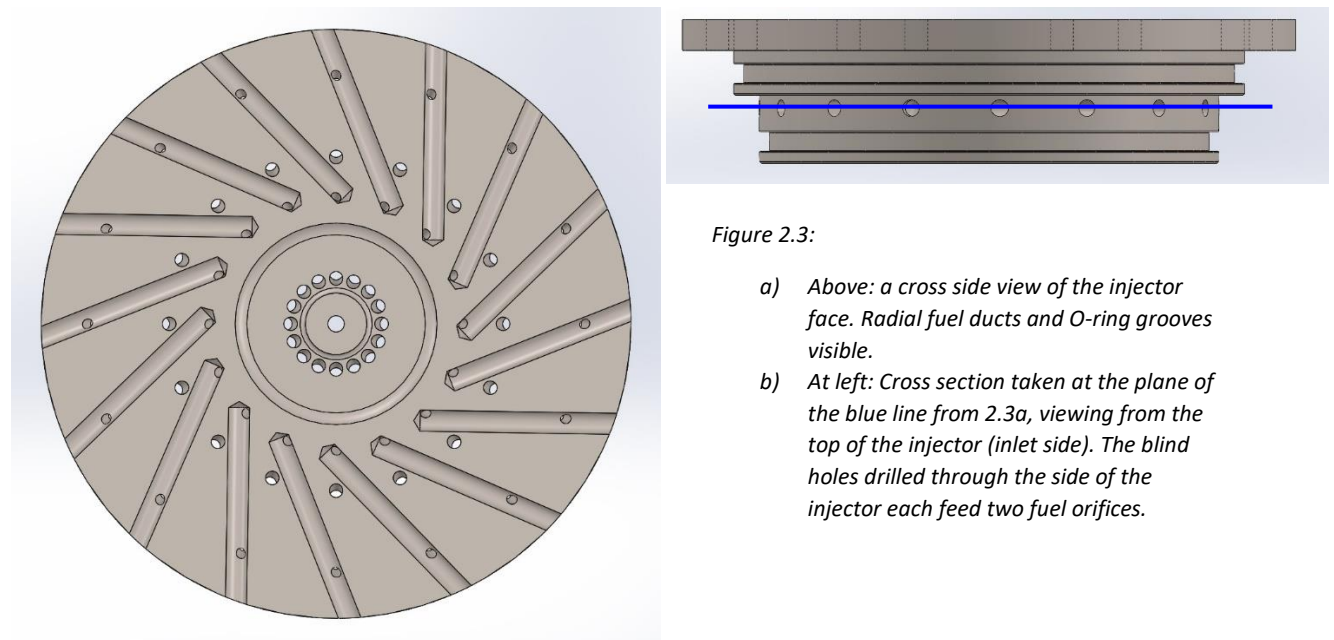 Figure 2.3:
a) Above: a cross side view of the injector
face. Radial fuel ducts and O-ring grooves
visible.
b) At left: Cross section taken at the plane of
the blue line from 2.3a, viewing from the
top of the injector (inlet side). The blind
holes drilled through the side of the
injector each feed two fuel orifices.